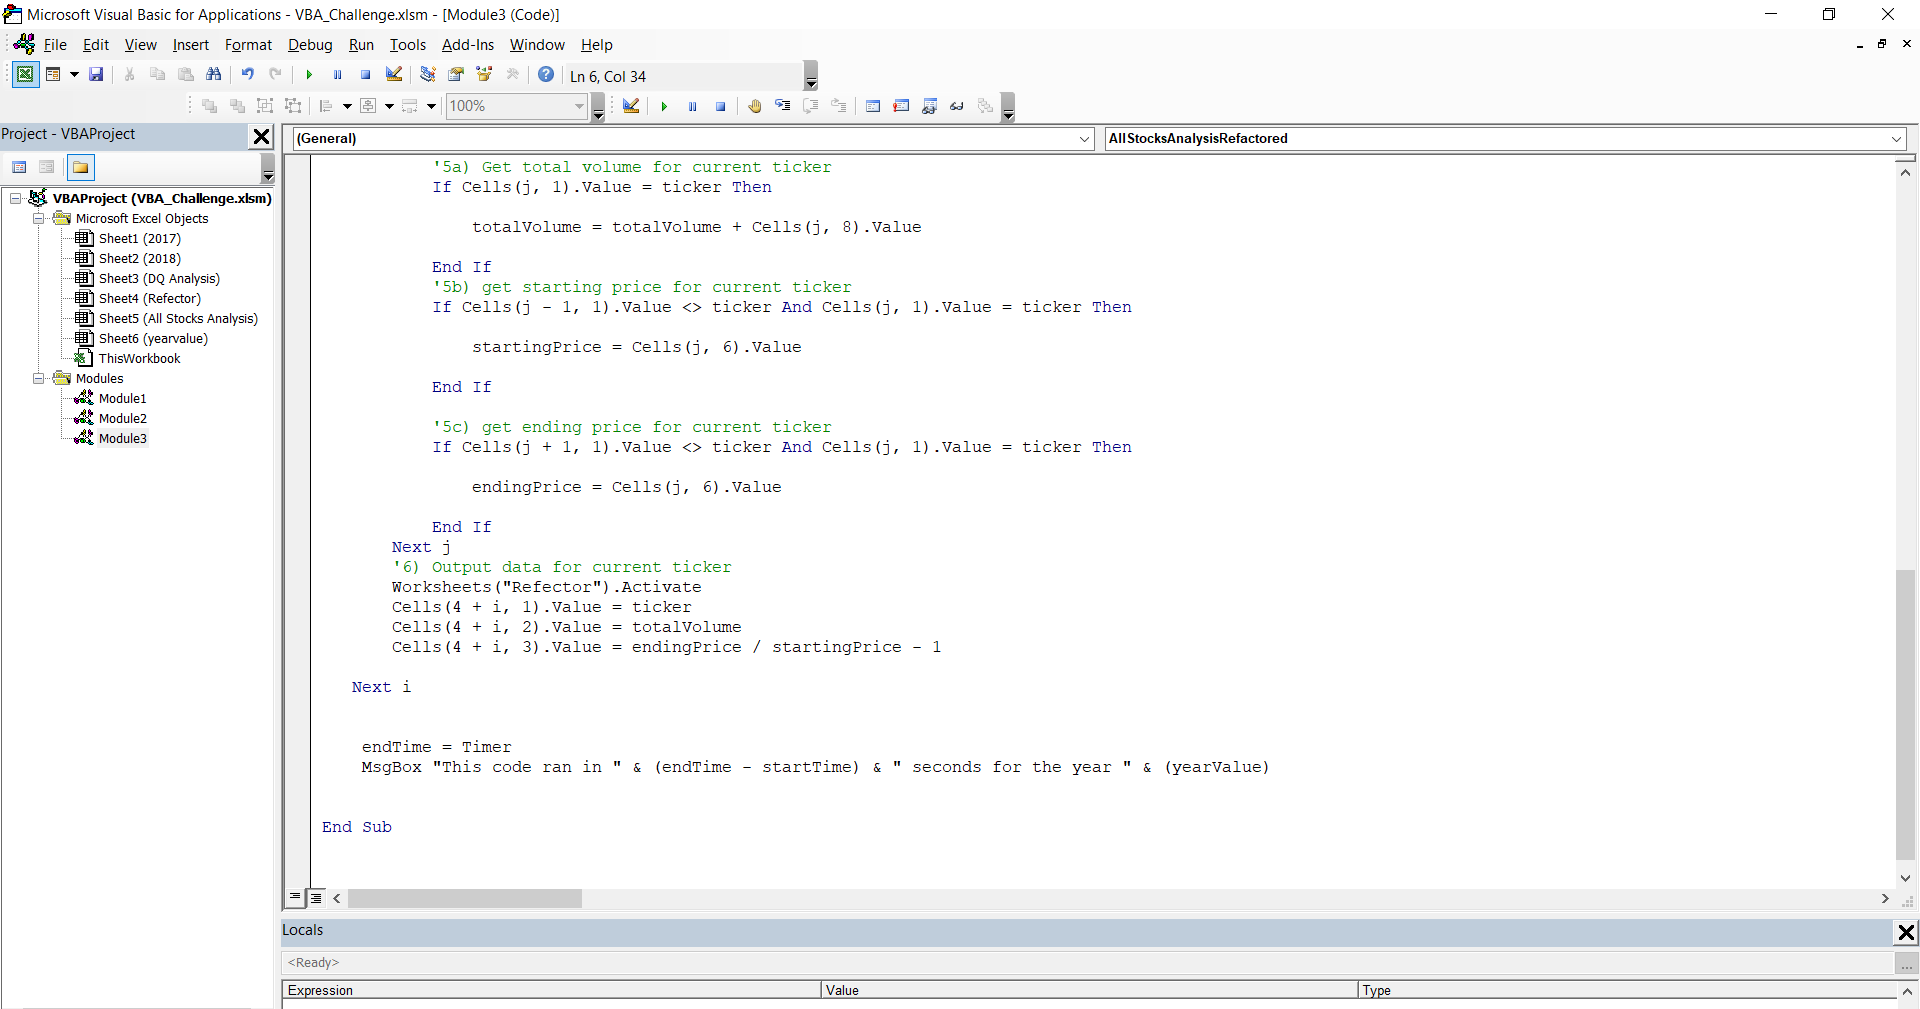 Microsoft Visual Basic for Applications - VBA_Challenge.xlsm - [Module3 (Code)]
File Edit View Insert Format Debug Run Tools Add-Ins Window Help
Ln 6, Col 34
100%
Project - VBAProject
(General)
AllStocksAnalysisRefactored
VBAProject (VBA_Challenge.xlsm)
Microsoft Excel Objects
Sheet1 (2017)
Sheet2 (2018)
Sheet3 (DQ Analysis)
Sheet4 (Refector)
Sheet5 (All Stocks Analysis)
Sheet6 (yearvalue)
ThisWorkbook
Modules
Module1
Module2
Module3
'5a) Get total volume for current ticker
If Cells(j, 1).Value = ticker Then
totalVolume = totalVolume + Cells(j, 8).Value
End If
'5b) get starting price for current ticker
If Cells(j - 1, 1).Value <> ticker And Cells(j, 1).Value = ticker Then
startingPrice = Cells(j, 6).Value
End If
'5c) get ending price for current ticker
If Cells(j + 1, 1).Value <> ticker And Cells(j, 1).Value = ticker Then
endingPrice = Cells(j, 6).Value
End If
Next j
'6) Output data for current ticker
Worksheets("Refector").Activate
Cells(4 + i, 1).Value = ticker
Cells(4 + i, 2).Value = totalVolume
Cells(4 + i, 3).Value = endingPrice / startingPrice - 1
Next i
endTime = Timer
MsgBox "This code ran in " & (endTime - startTime) & " seconds for the year " & (yearValue)
End Sub
Locals
<Ready>
...
Expression Value Type